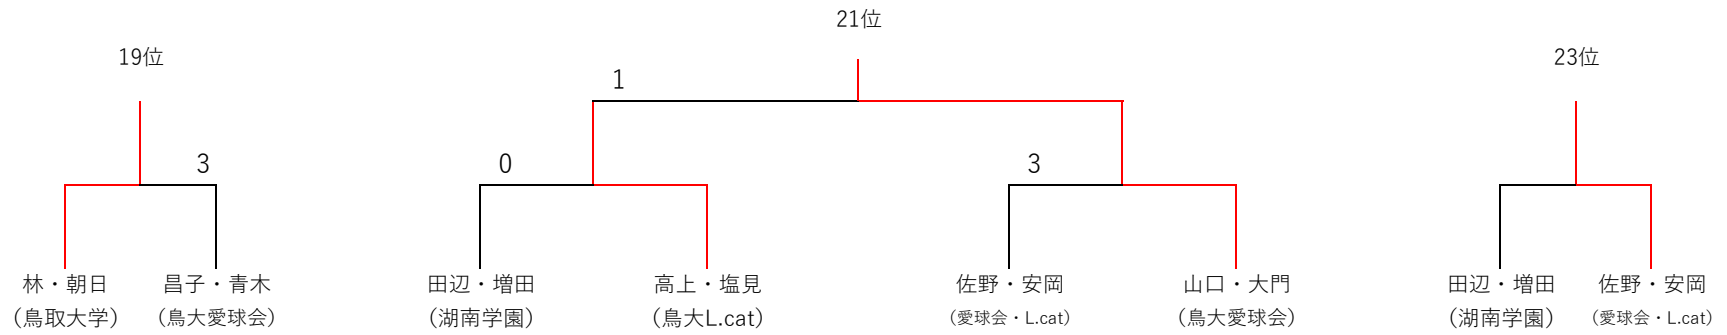 21位
19位
23位
1
3
0
3
林・朝日 昌子・青木 田辺・増田 高上・塩見 佐野・安岡 山口・大門 田辺・増田 佐野・安岡
（鳥取大学） （鳥大愛球会） （湖南学園） （鳥大L.cat） （愛球会・L.cat） （鳥大愛球会） （湖南学園） （愛球会・L.cat）